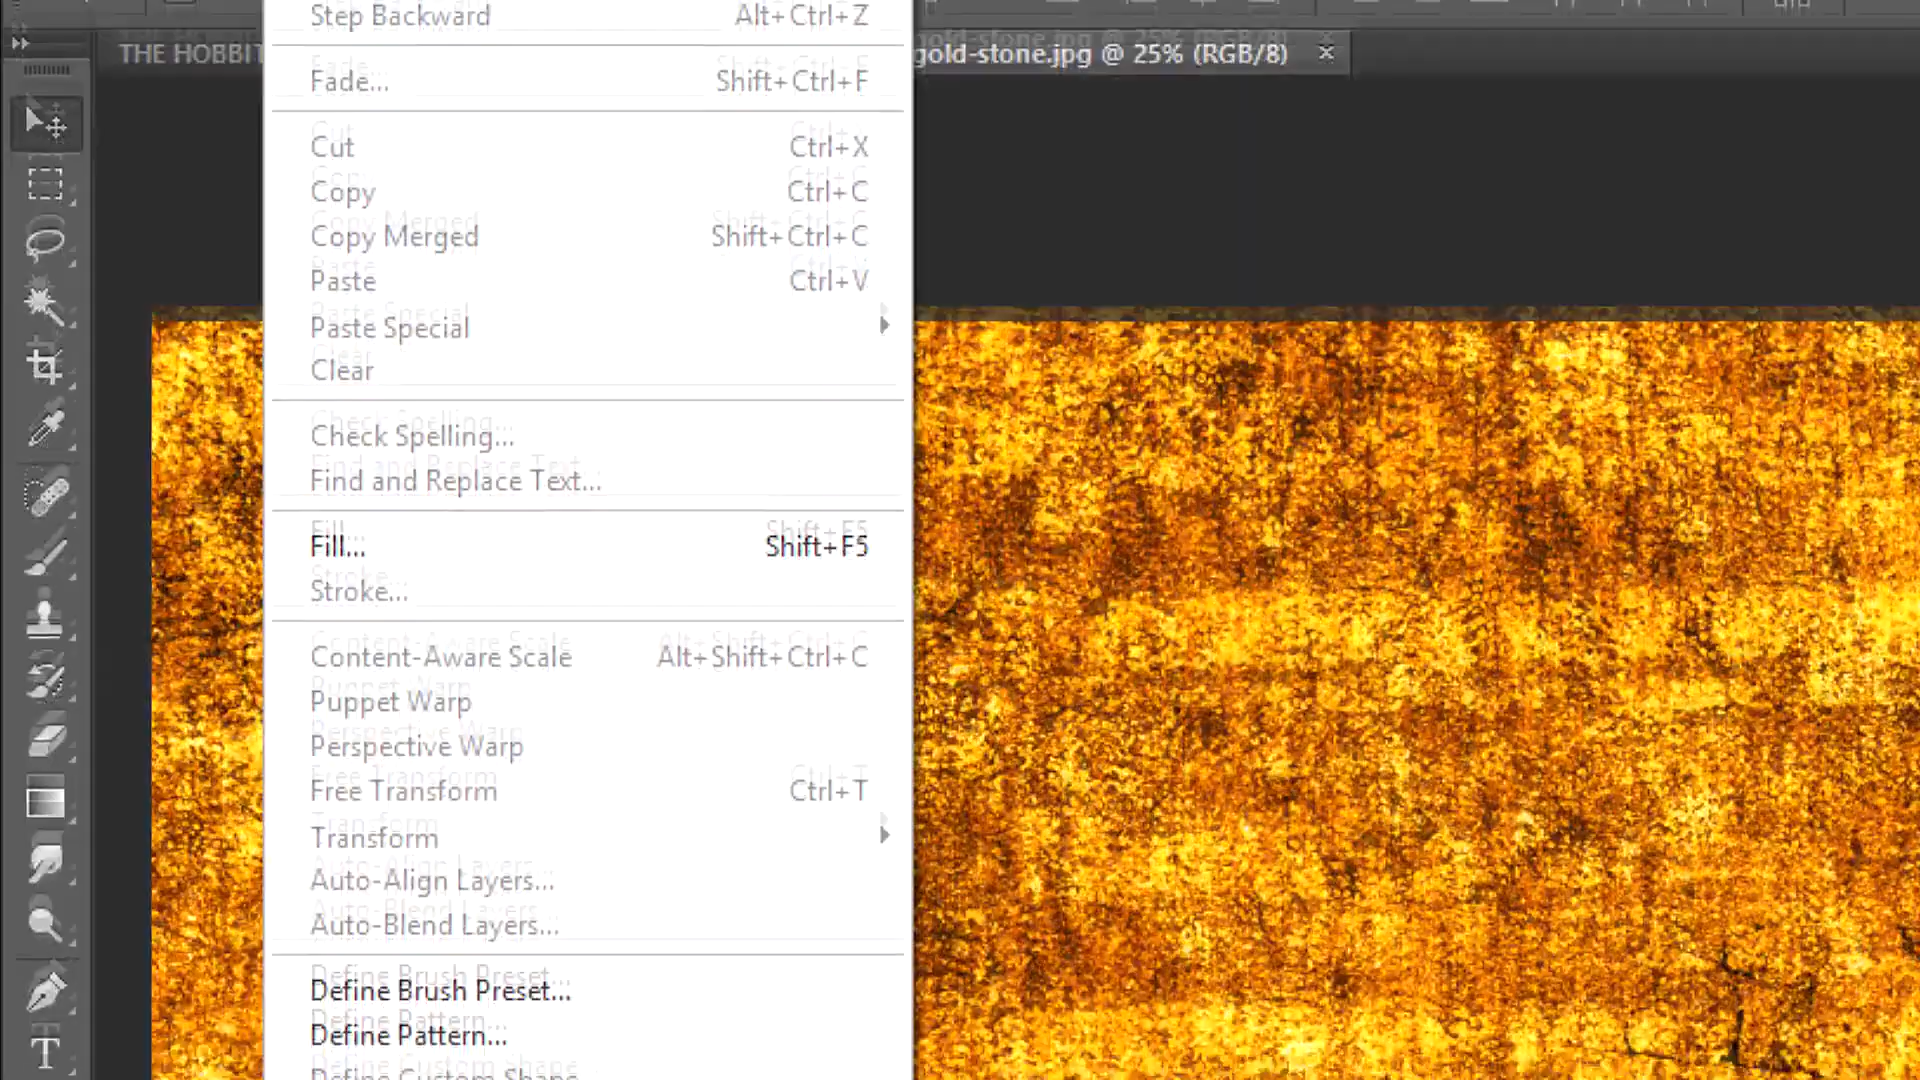 THE HOBBIT
gold-stone.jpg @ 25% (RGB/8) ×
Step Backward Alt+Ctrl+Z
Fade... Shift+Ctrl+F
Cut Ctrl+X
Copy Ctrl+C
Copy Merged Shift+Ctrl+C
Paste Ctrl+V
Paste Special
Clear
Check Spelling...
Find and Replace Text...
Fill... Shift+F5
Stroke...
Content-Aware Scale Alt+Shift+Ctrl+C
Puppet Warp
Perspective Warp
Free Transform Ctrl+T
Transform
Auto-Align Layers...
Auto-Blend Layers...
Define Brush Preset...
Define Pattern...
Define Custom Shape
T